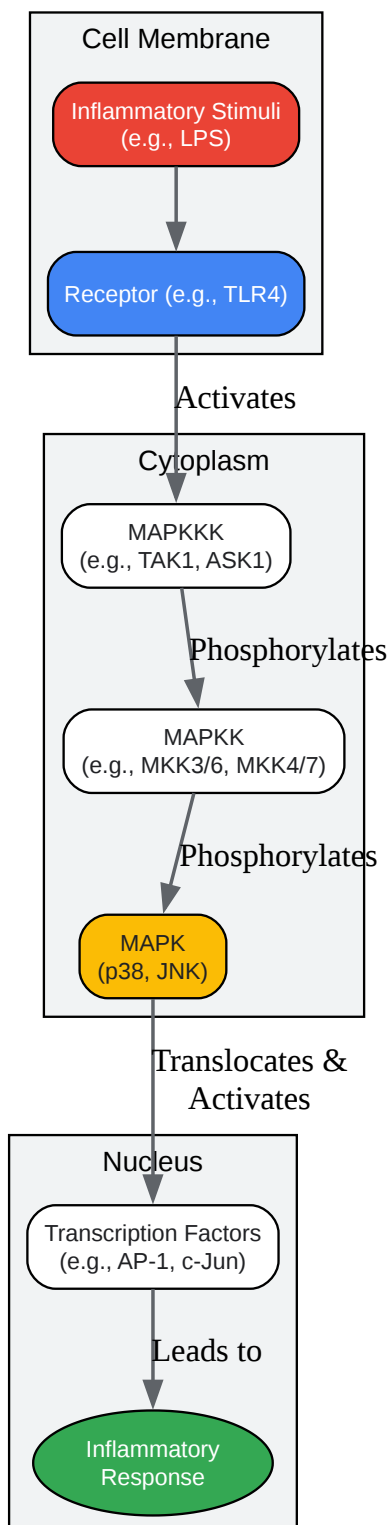 Cell Membrane
Inflammatory Stimuli
(e.g., LPS)
Receptor (e.g., TLR4)
Activates
Cytoplasm
MAPKKK
(e.g., TAK1, ASK1)
Phosphorylates
MAPKK
(e.g., MKK3/6, MKK4/7)
Phosphorylates
MAPK
(p38, JNK)
Translocates &
Activates
Nucleus
Transcription Factors
(e.g., AP-1, c-Jun)
Leads to
Inflammatory
Response